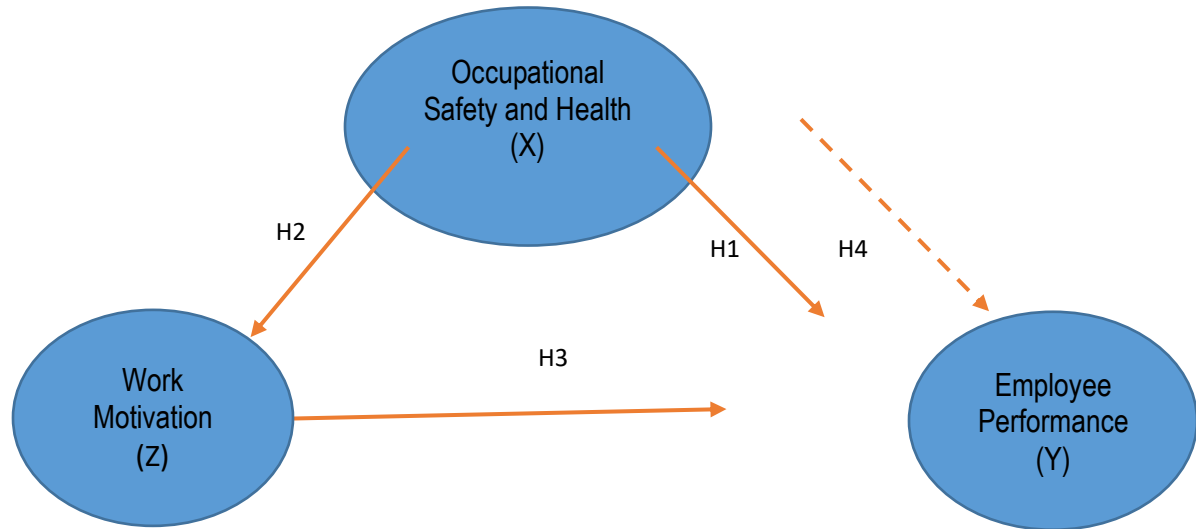 Occupational
Safety and Health
(X)
H2
H1
H4
H3
Work
Motivation
(Z)
Employee
Performance
(Y)